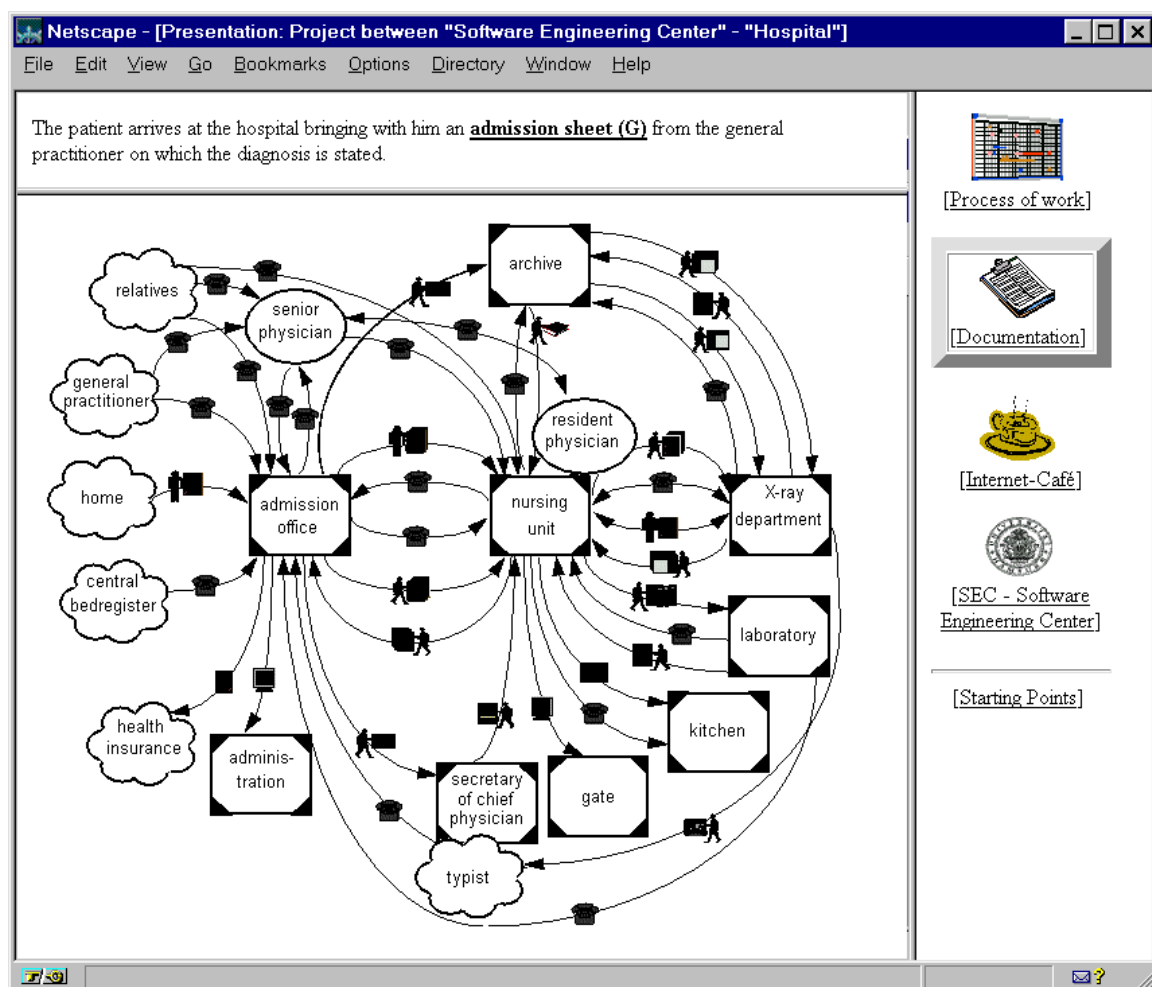 Netscape - [Presentation: Project between "Software Engineering Center" - "Hospital"]
File Edit View Go Bookmarks Options Directory Window Help
The patient arrives at the hospital bringing with him an admission sheet (G) from the general
practitioner on which the diagnosis is stated.
relatives
senior
physician
archive
general
practitioner
resident
physician
home
admission
office
nursing
unit
X-ray
department
central
bedregister
laboratory
health
insurance
adminis-
tration
secretary
of chief
physician
gate
kitchen
typist
[Process of work]
[Documentation]
[Internet-Café]
[SEC - Software
Engineering Center]
[Starting Points]